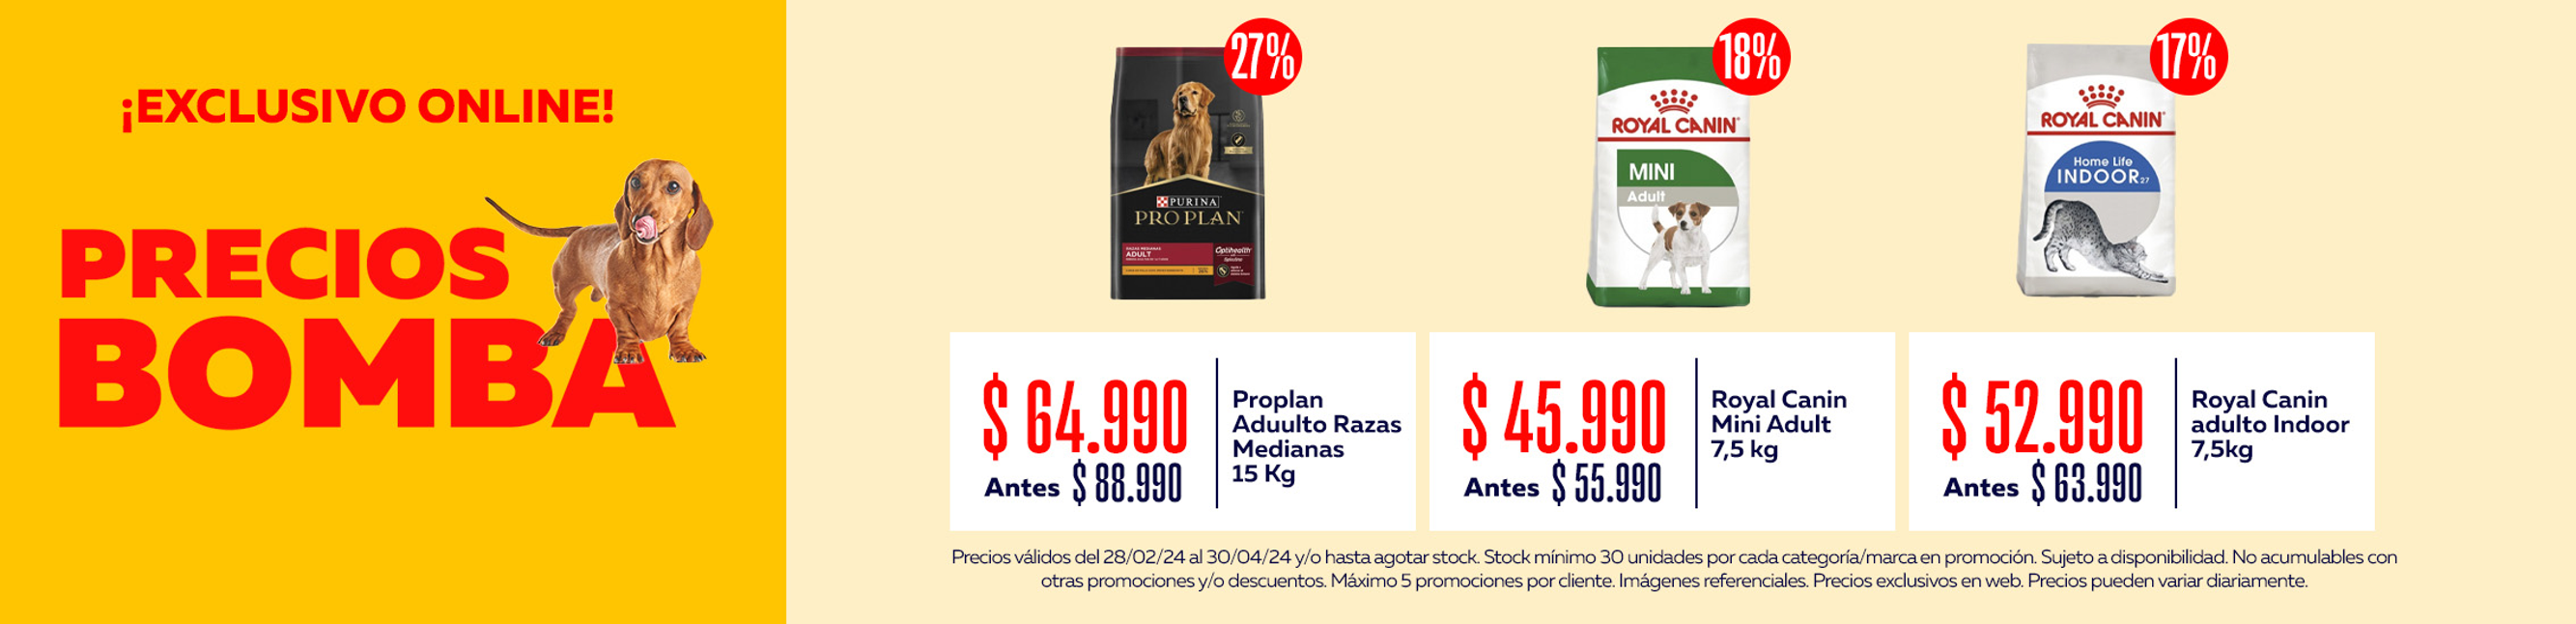 ¡EXCLUSIVO ONLINE!
PRECIOS
BOMBA
27%
PURINA
PRO PLAN
RAZAS MEDIANAS
ADULT
Optihealth
18%
ROYAL CANIN
MINI
Adult
17%
ROYAL CANIN
Home Life
INDOOR 27
$ 64.990
Antes $ 88.990
Proplan
Aduulto Razas
Medianas
15 Kg
$ 45.990
Antes $ 55.990
Royal Canin
Mini Adult
7,5 kg
$ 52.990
Antes $ 63.990
Royal Canin
adulto Indoor
7,5kg
Precios válidos del 28/02/24 al 30/04/24 y/o hasta agotar stock. Stock mínimo 30 unidades por cada categoría/marca en promoción. Sujeto a disponibilidad. No acumulables con
otras promociones y/o descuentos. Máximo 5 promociones por cliente. Imágenes referenciales. Precios exclusivos en web. Precios pueden variar diariamente.